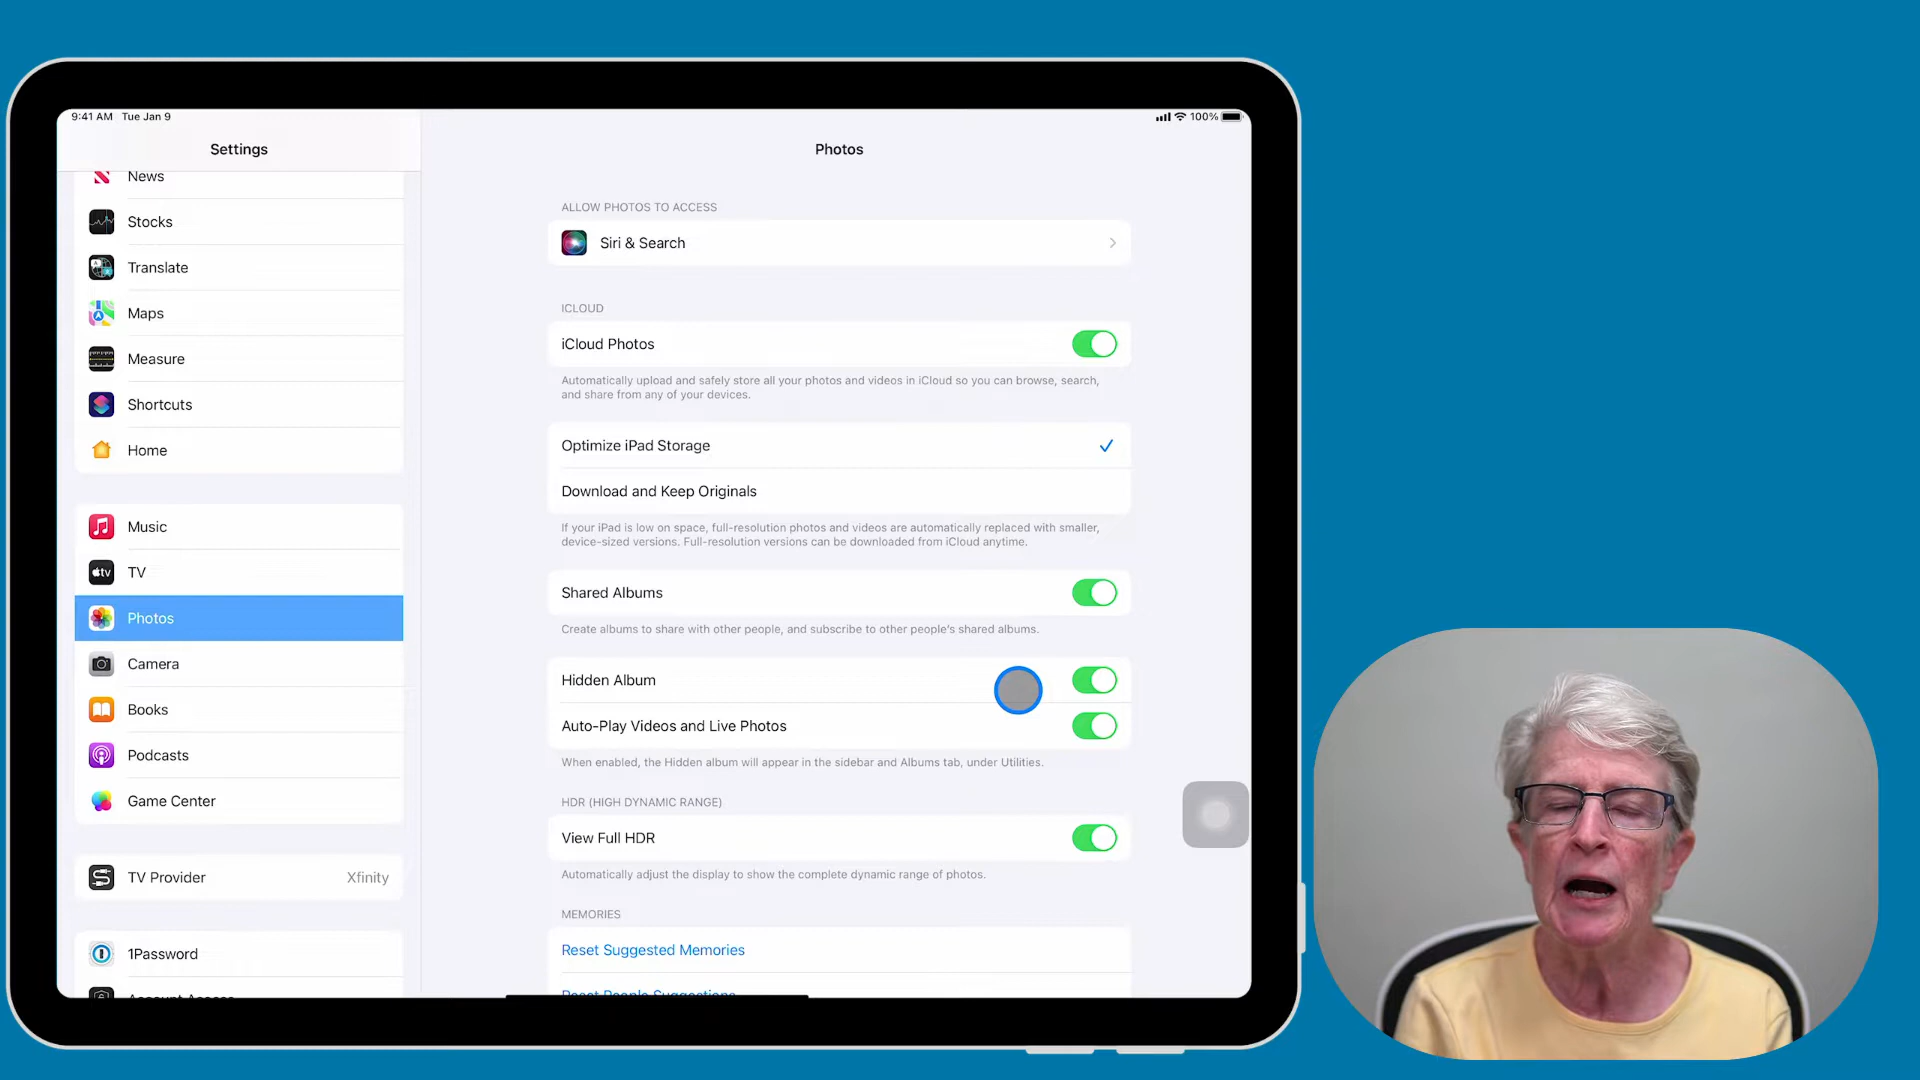 9:41 AM Tue Jan 9
100%
Settings
News
Stocks
Translate
Maps
Measure
Shortcuts
Home
Music
tv
TV
Photos
Camera
Books
Podcasts
Game Center
TV Provider
Xfinity
1Password
Account Access
Photos
ALLOW PHOTOS TO ACCESS
Siri & Search
ICLOUD
iCloud Photos
Automatically upload and safely store all your photos and videos in iCloud so you can browse, search,
and share from any of your devices.
Optimize iPad Storage
Download and Keep Originals
If your iPad is low on space, full-resolution photos and videos are automatically replaced with smaller,
device-sized versions. Full-resolution versions can be downloaded from iCloud anytime.
Shared Albums
Create albums to share with other people, and subscribe to other people's shared albums.
Hidden Album
Auto-Play Videos and Live Photos
When enabled, the Hidden album will appear in the sidebar and Albums tab, under Utilities.
HDR (HIGH DYNAMIC RANGE)
View Full HDR
Automatically adjust the display to show the complete dynamic range of photos.
MEMORIES
Reset Suggested Memories
Reset People Suggestions